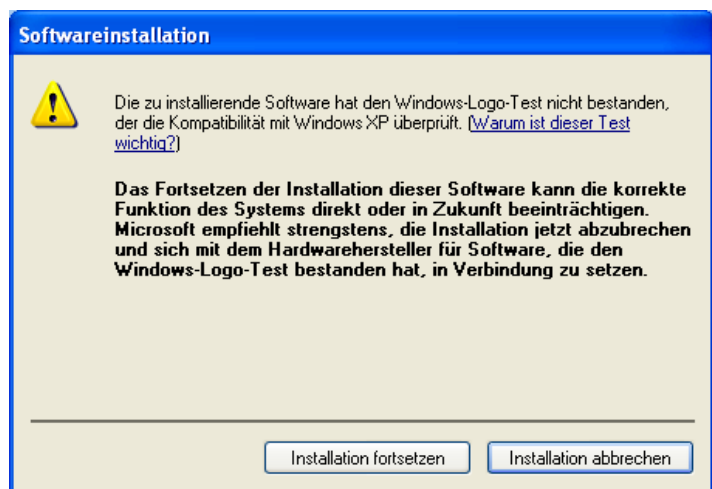 Softwareinstallation
Die zu installierende Software hat den Windows-Logo-Test nicht bestanden,
der die Kompatibilität mit Windows XP überprüft. (Warum ist dieser Test
wichtig?)
Das Fortsetzen der Installation dieser Software kann die korrekte
Funktion des Systems direkt oder in Zukunft beeinträchtigen.
Microsoft empfiehlt strengstens, die Installation jetzt abzubrechen
und sich mit dem Hardwarehersteller für Software, die den
Windows-Logo-Test bestanden hat, in Verbindung zu setzen.
Installation fortsetzen
Installation abbrechen